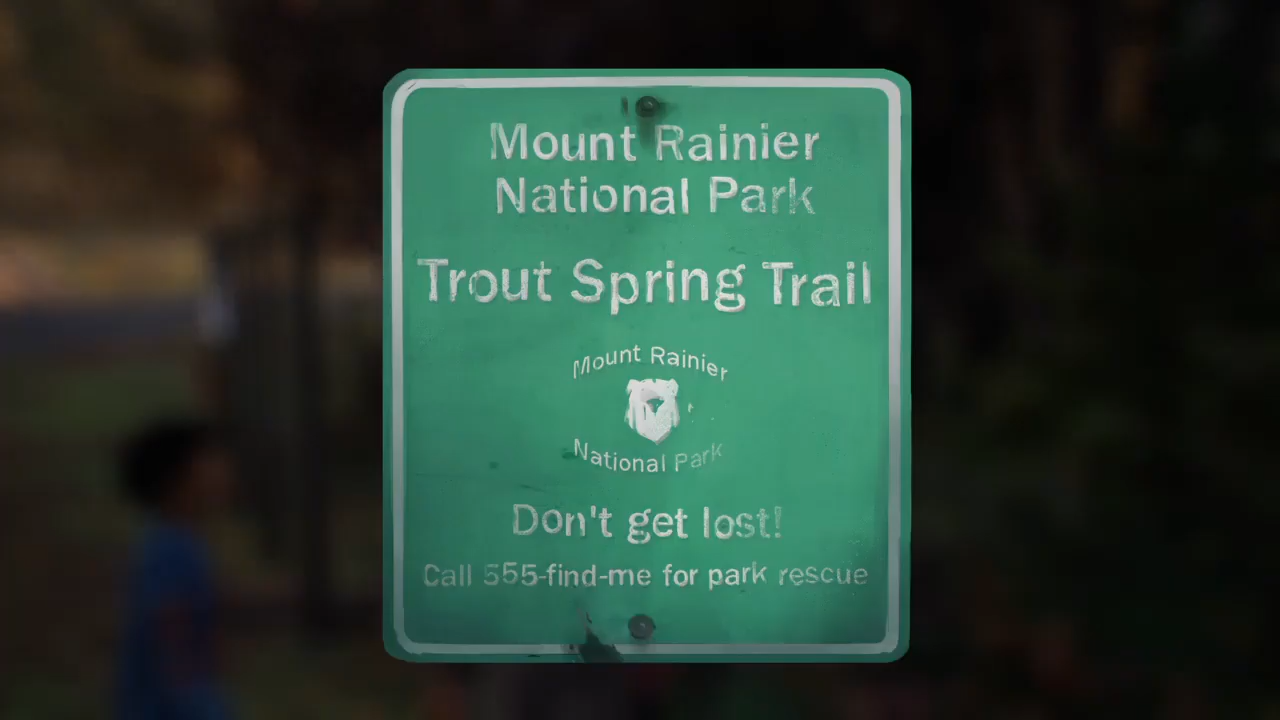 Mount Rainier
National Park
Trout Spring Trail
Mount Rainier
National Park
Don't get lost!
Call 555-find-me for park rescue